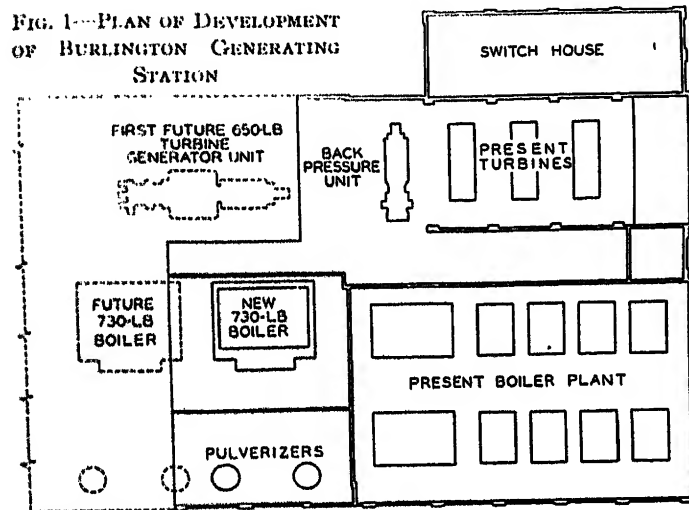 FIG. 1—PLAN OF DEVELOPMENT
OF BURLINGTON GENERATING
STATION
SWITCH HOUSE
FIRST FUTURE 650-LB
TURBINE
GENERATOR UNIT
BACK
PRESSURE
UNIT
PRESENT
TURBINES
FUTURE
730-LB
BOILER
NEW
730-LB
BOILER
PRESENT BOILER PLANT
PULVERIZERS